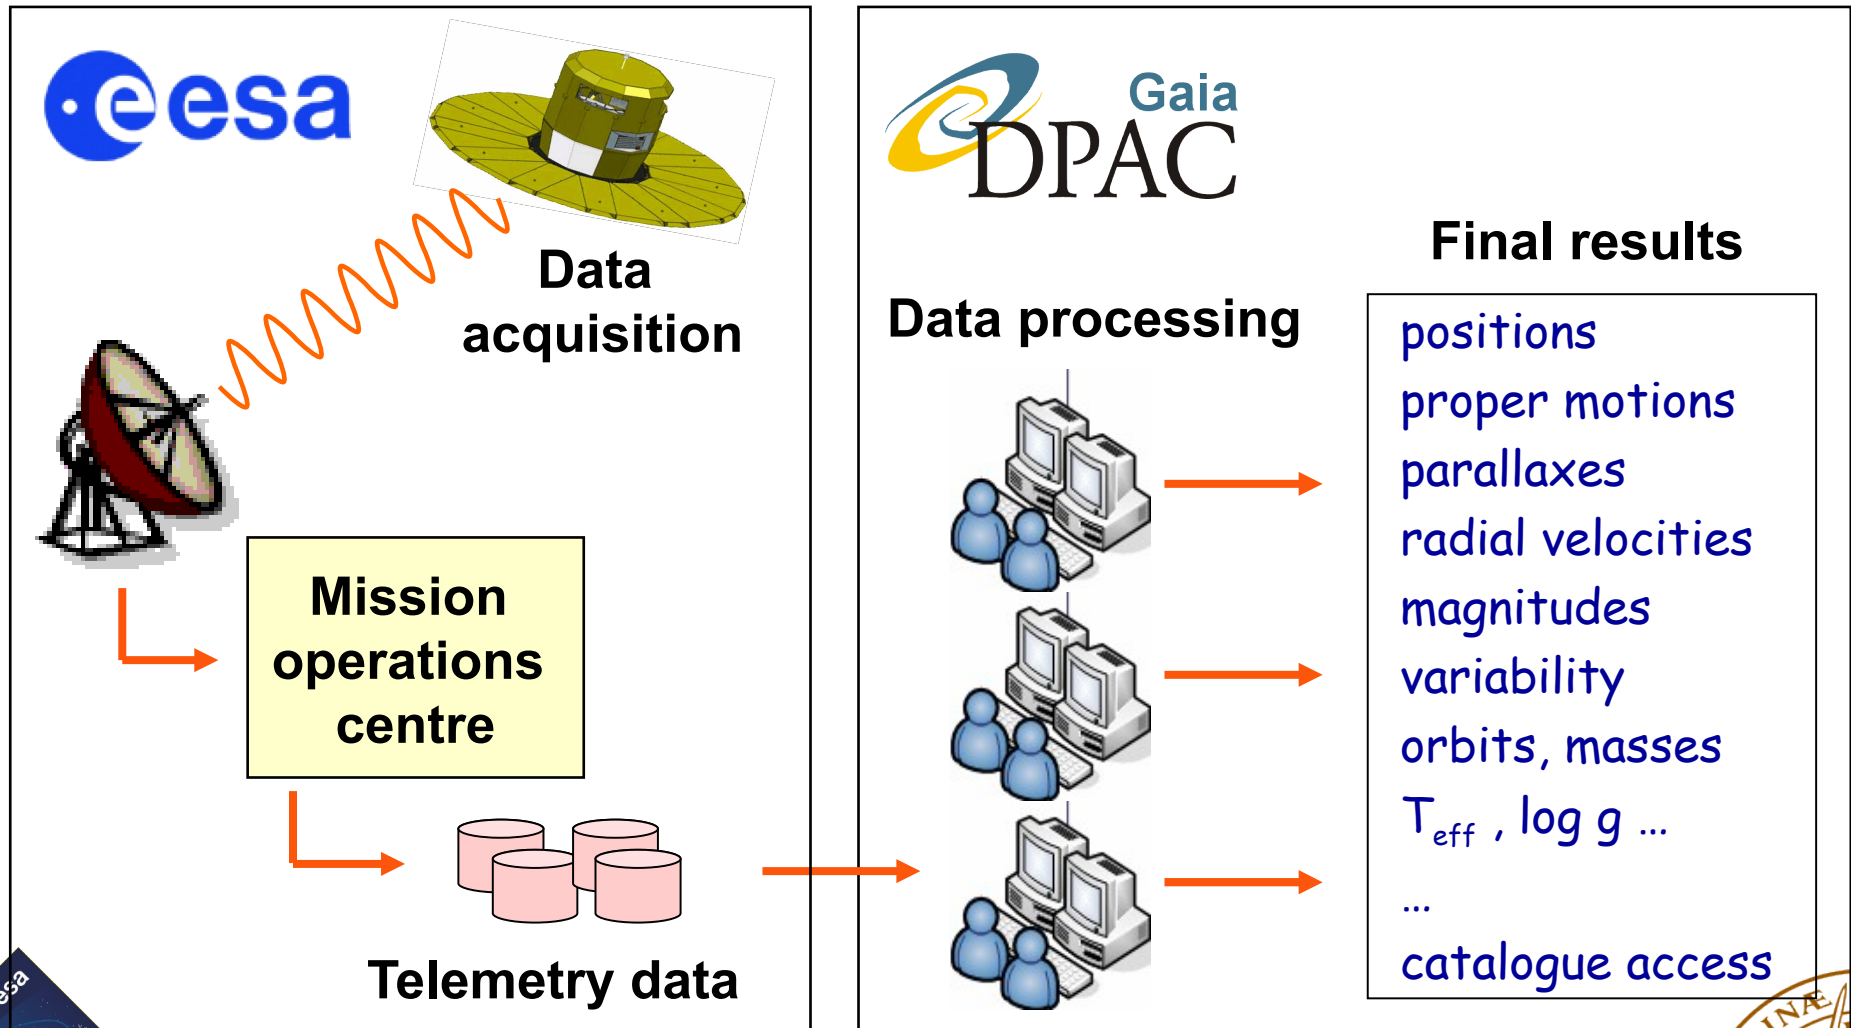 esa
Data
acquisition
Mission
operations
centre
Telemetry data
esa
Gaia
DPAC
Data processing
Final results
positions
proper motions
parallaxes
radial velocities
magnitudes
variability
orbits, masses
Teff , log g ...
...
catalogue access